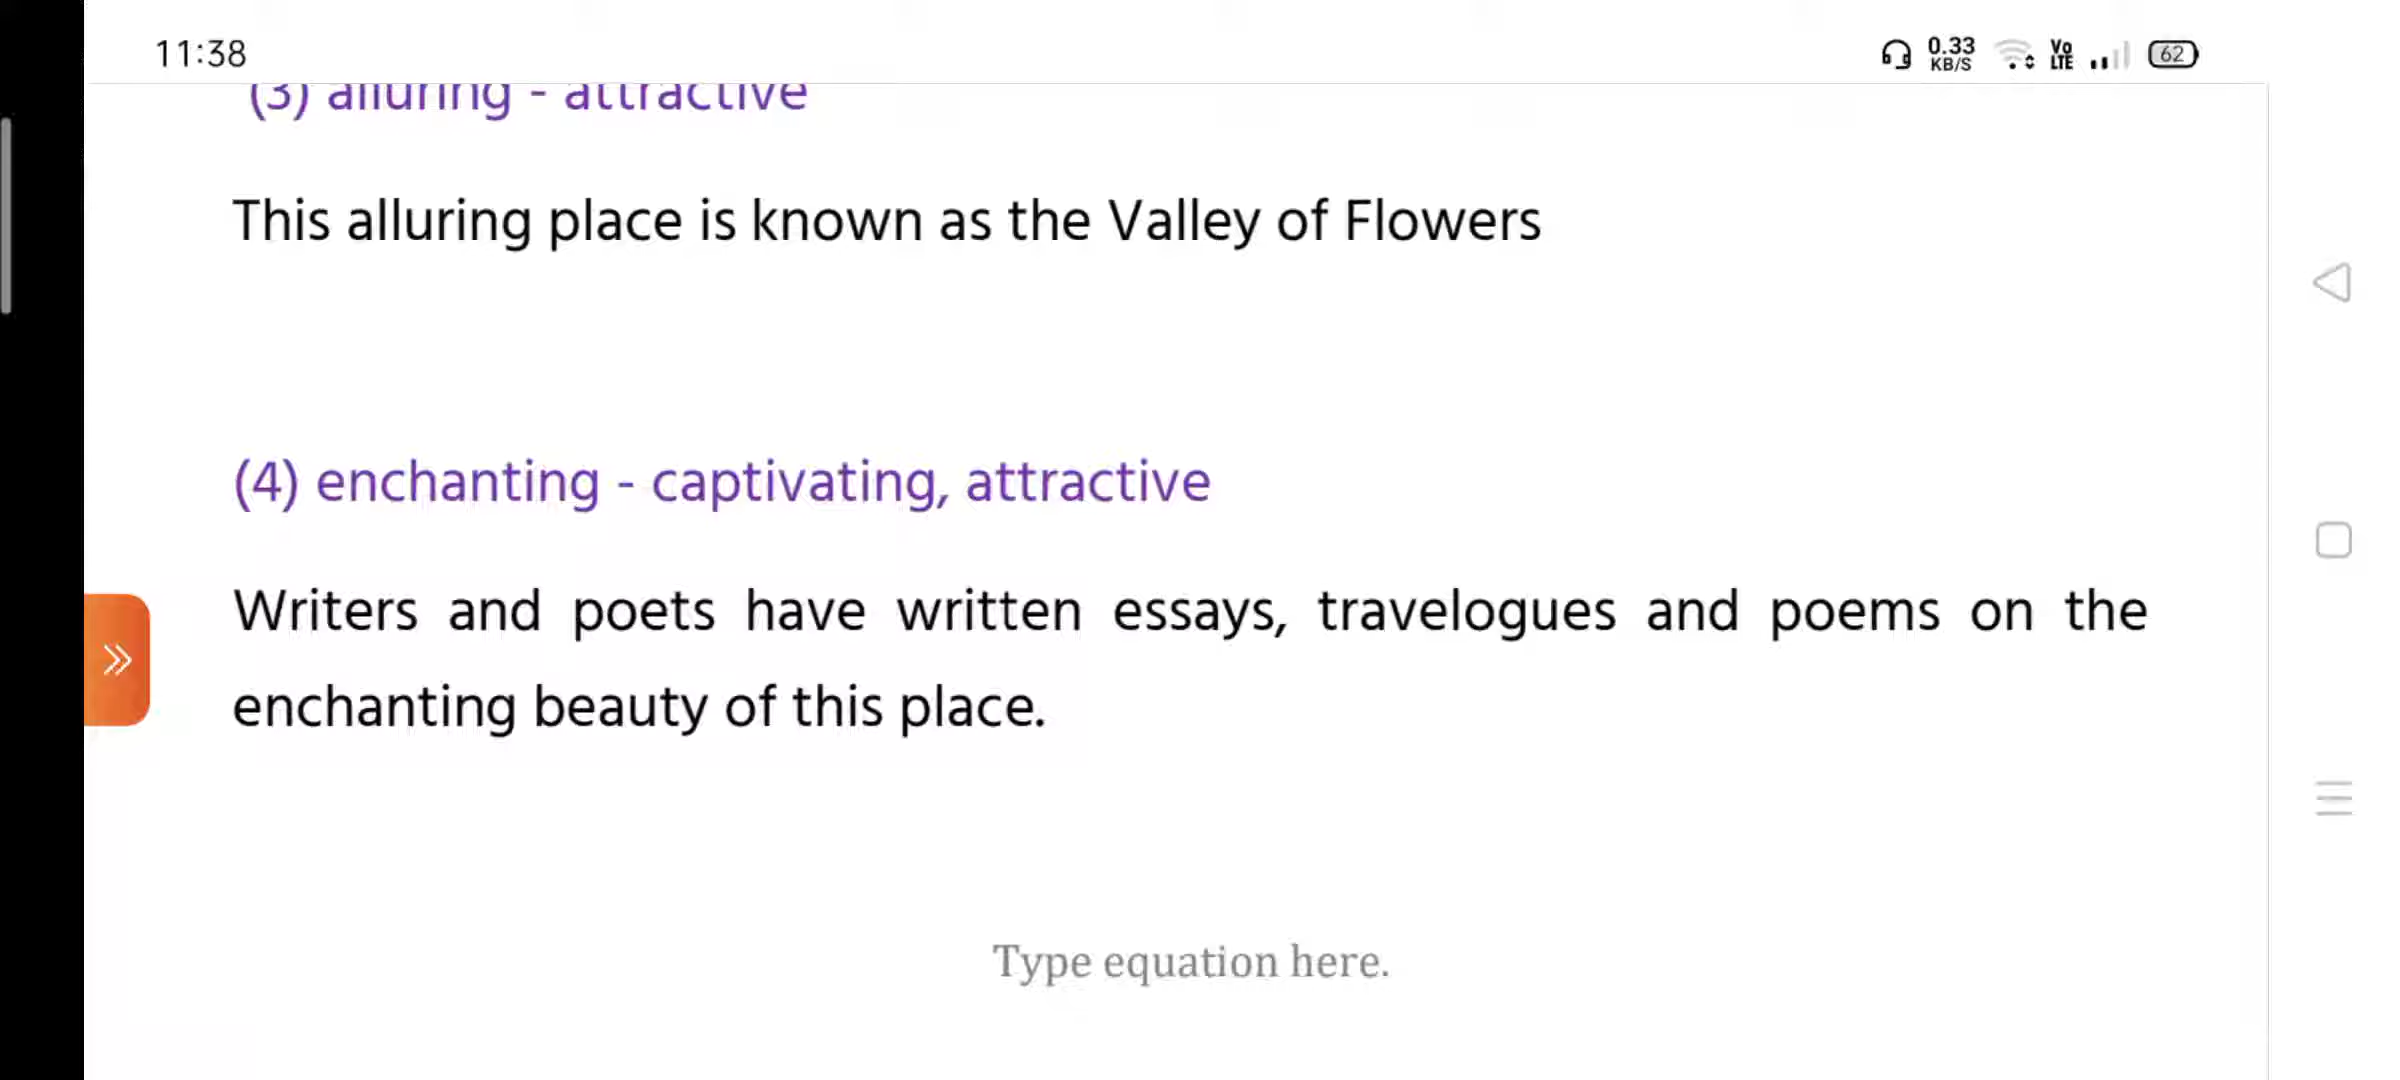 11:38
0.33
KB/S
Vo
LTE
62
(3) alluring - attractive
This alluring place is known as the Valley of Flowers
(4) enchanting - captivating, attractive
Writers and poets have written essays, travelogues and poems on the
enchanting beauty of this place.
Type equation here.